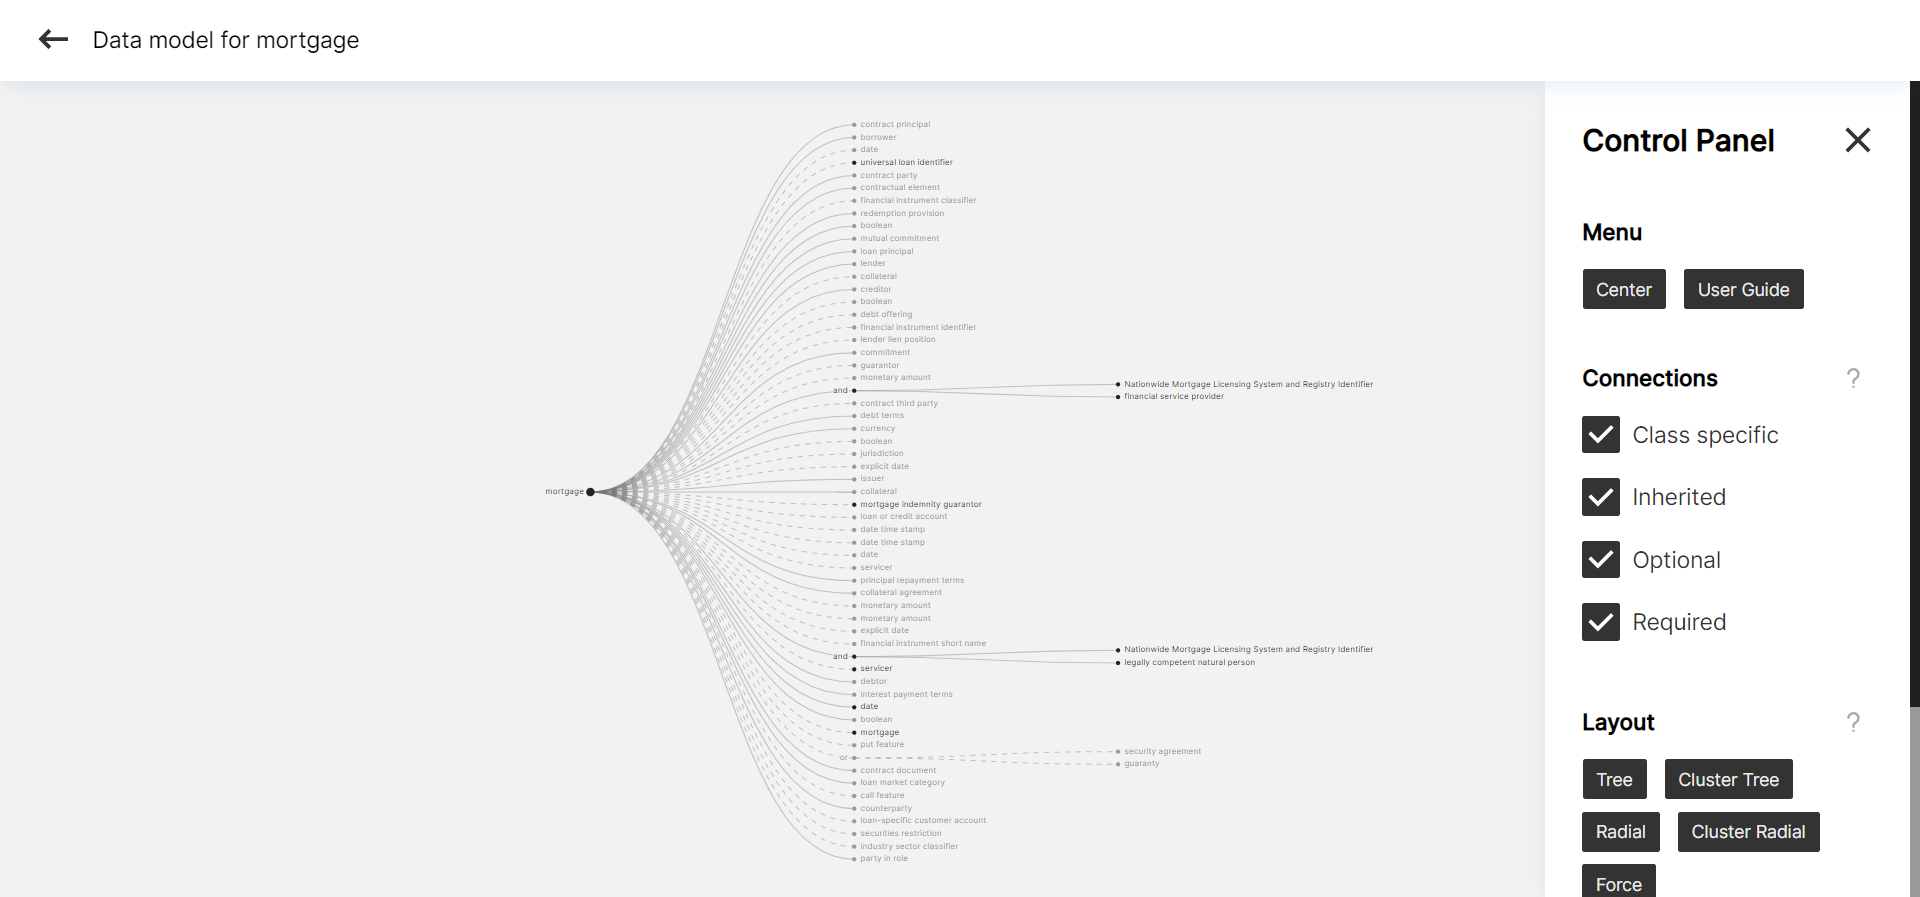 Data model for mortgage
contract principal
borrower
date
universal loan identifier
contract party
contractual element
financial instrument classifier
redemption provision
boolean
mutual commitment
loan principal
lender
collateral
creditor
boolean
debt offering
financial instrument identifier
lender lien position
commitment
guarantor
monetary amount
and
Nationwide Mortgage Licensing System and Registry Identifier
financial service provider
contract third party
debt terms
currency
boolean
jurisdiction
explicit date
issuer
mortgage
collateral
mortgage indemnity guarantor
loan or credit account
date time stamp
date time stamp
date
servicer
principal repayment terms
collateral agreement
monetary amount
monetary amount
explicit date
financial instrument short name
and
Nationwide Mortgage Licensing System and Registry Identifier
legally competent natural person
servicer
debtor
interest payment terms
date
boolean
mortgage
put feature
or
security agreement
guaranty
contract document
loan market category
call feature
counterparty
loan-specific customer account
securities restriction
industry sector classifier
party in role
Control Panel
Menu
Center
User Guide
Connections
?
Class specific
Inherited
Optional
Required
Layout
?
Tree
Cluster Tree
Radial
Cluster Radial
Force